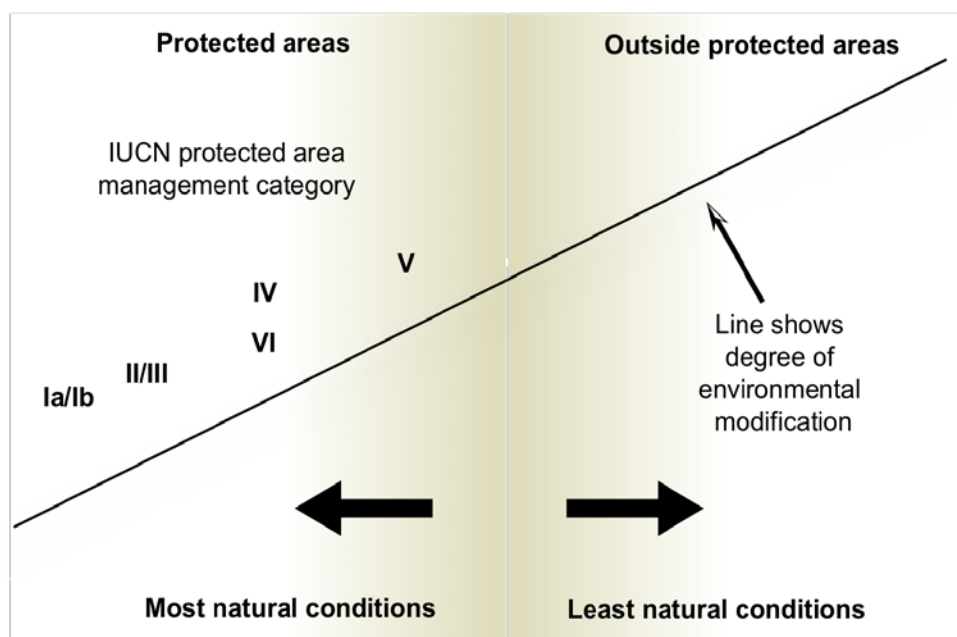 Protected areas
Outside protected areas
IUCN protected area
management category
V
IV
VI
II/III
Ia/Ib
Line shows
degree of
environmental
modification
Most natural conditions
Least natural conditions